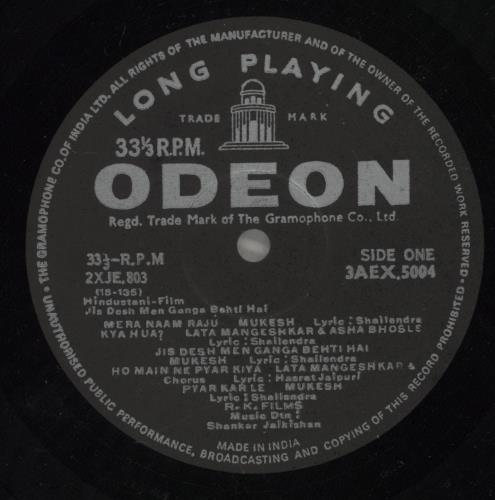 UNAUTHORISED PUBLIC PERFORMANCE, BROADCASTING AND COPYING OF THIS RECORD PROHIBITED • THE GRAMOPHONE CO. OF INDIA LTD. ALL RIGHTS OF THE MANUFACTURER AND OF THE OWNER OF THE RECORDED WORK RESERVED •
LONG PLAYING
TRADE MARK
33⅓ R.P.M.
ODEON
Regd. Trade Mark of The Gramophone Co., Ltd.
33⅓-R.P.M SIDE ONE
2XJE.803 3AEX.5004
(18-195)
Hindustani-Film
Jis Desh Men Ganga Behti Hai
MERA NAAM RAJU MUKESH Lyric: Shailendra
KYA HUA? LATA MANGESHKAR & ASHA BHOSLE
Lyric: Shailendra
JIS DESH MEN GANGA BEHTI HAI
MUKESH Lyric: Shailendra
HO MAIN NE PYAR KIYA LATA MANGESHKAR &
Chorus Lyric: Hasrat Jaipuri
PYAR KAR LE MUKESH
Lyric: Shailendra
R. K. FILMS
Music Dtn:
Shanker Jaikishan
MADE IN INDIA